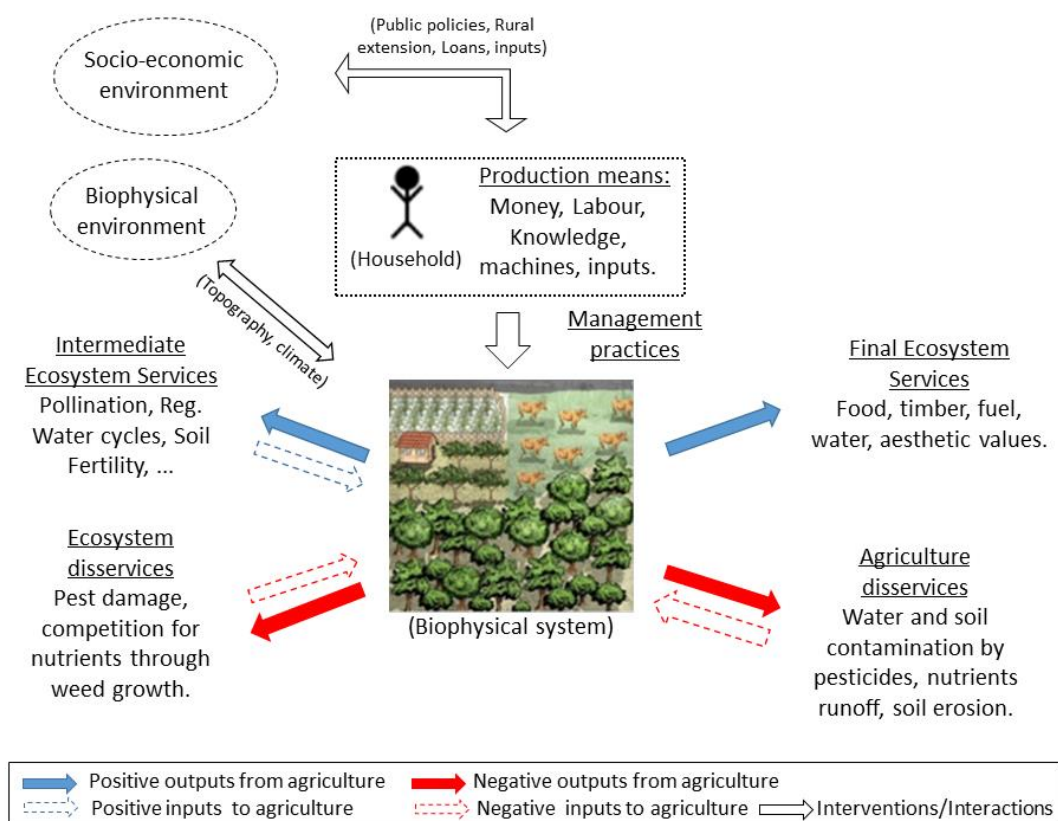 (Public policies, Rural
extension, Loans, inputs)
Socio-economic
environment
Biophysical
environment
(Topography, climate)
Production means:
Money, Labour,
Knowledge,
machines, inputs.
(Household)
Management
practices
Intermediate
Ecosystem Services
Pollination, Reg.
Water cycles, Soil
Fertility, ...
Final Ecosystem
Services
Food, timber, fuel,
water, aesthetic values.
Ecosystem
disservices
Pest damage,
competition for
nutrients through
weed growth.
(Biophysical system)
Agriculture
disservices
Water and soil
contamination by
pesticides, nutrients
runoff, soil erosion.
Positive outputs from agriculture
Negative outputs from agriculture
Positive inputs to agriculture
Negative inputs to agriculture
Interventions/Interactions